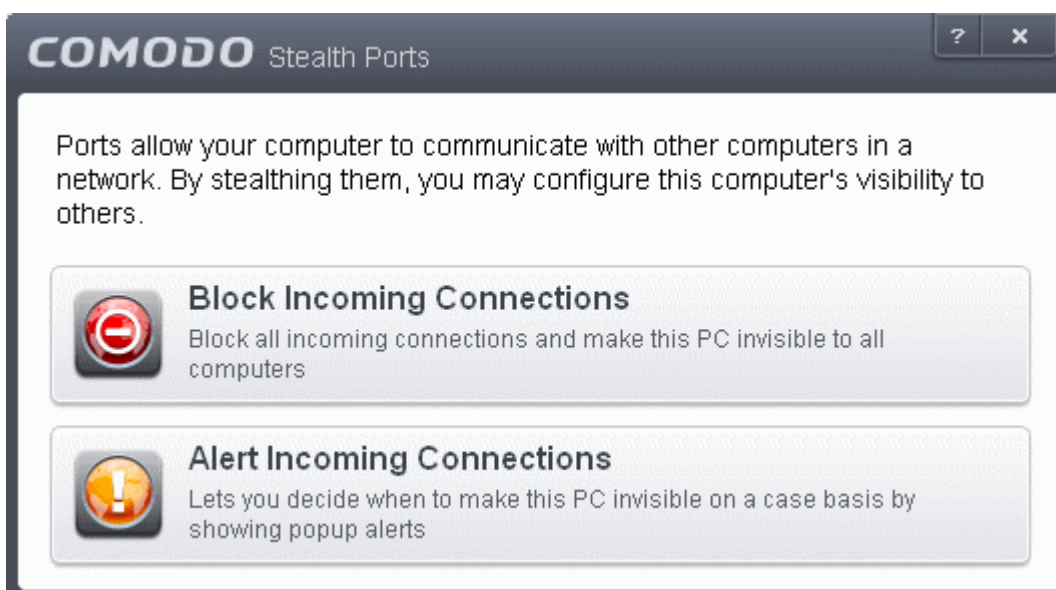 COMODO Stealth Ports
? x
Ports allow your computer to communicate with other computers in a
network. By stealthing them, you may configure this computer's visibility to
others.
Block Incoming Connections
Block all incoming connections and make this PC invisible to all
computers
Alert Incoming Connections
Lets you decide when to make this PC invisible on a case basis by
showing popup alerts